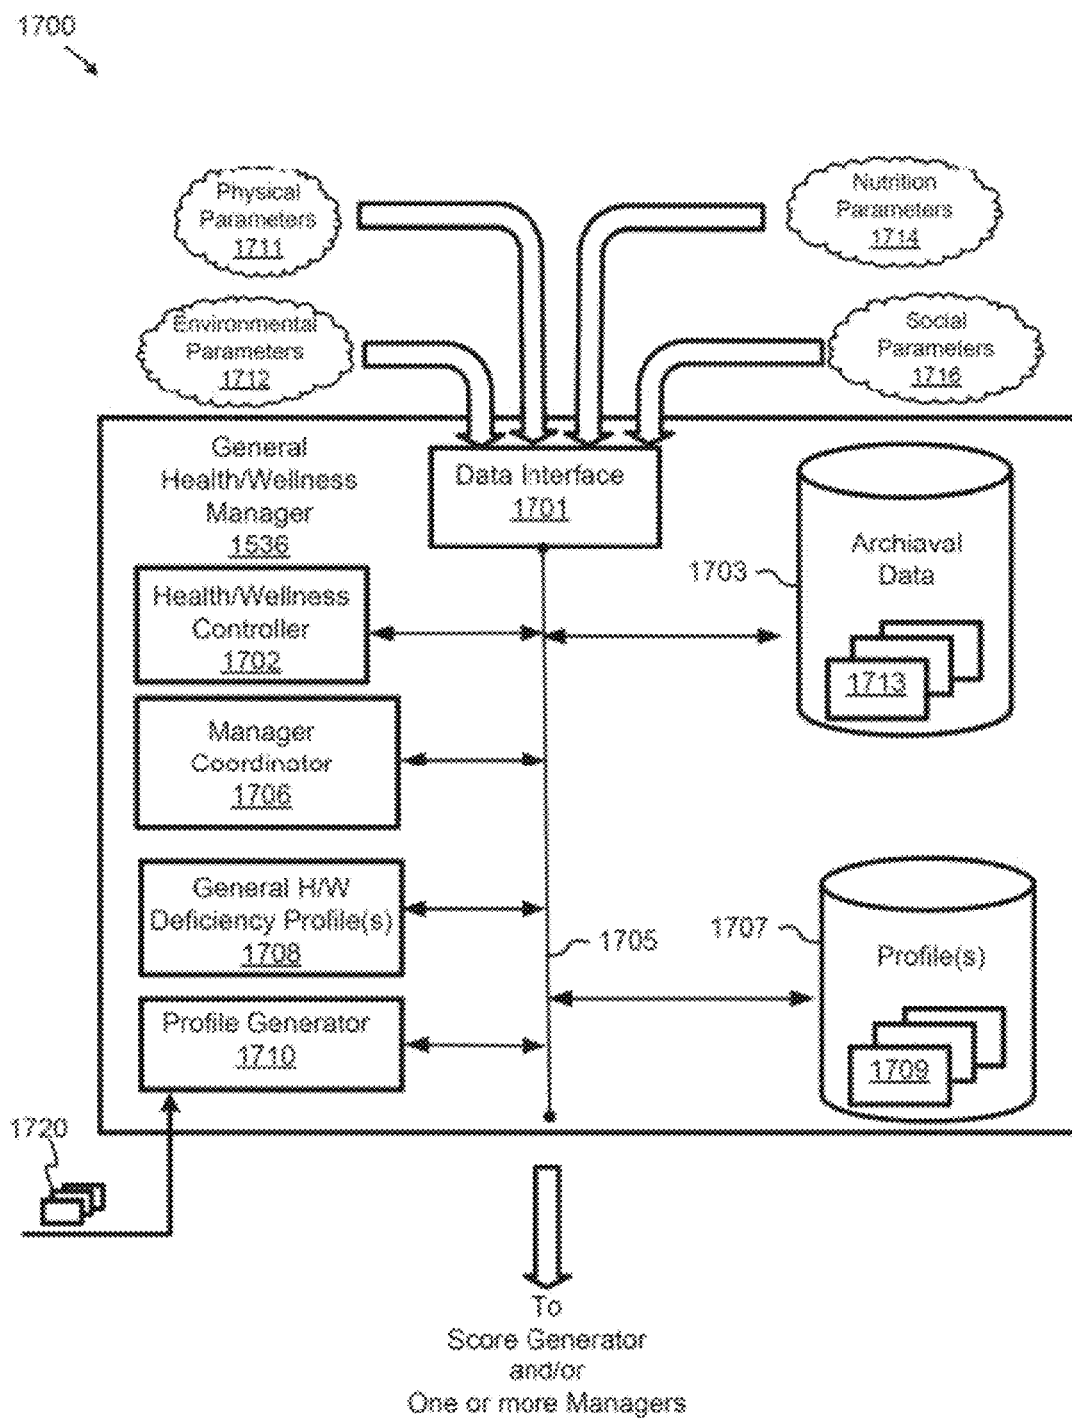 1700
Physical
Parameters
1711
Nutrition
Parameters
1714
Environmental
Parameters
1712
Social
Parameters
1716
General
Health/Wellness
Manager
1536
Data Interface
1701
Archiaval
Data
1713
1703
Health/Wellness
Controller
1702
Manager
Coordinator
1706
General H/W
Deficiency Profile(s)
1708
1705
1707
Profile(s)
1709
Profile Generator
1710
1720
To
Score Generator
and/or
One or more Managers